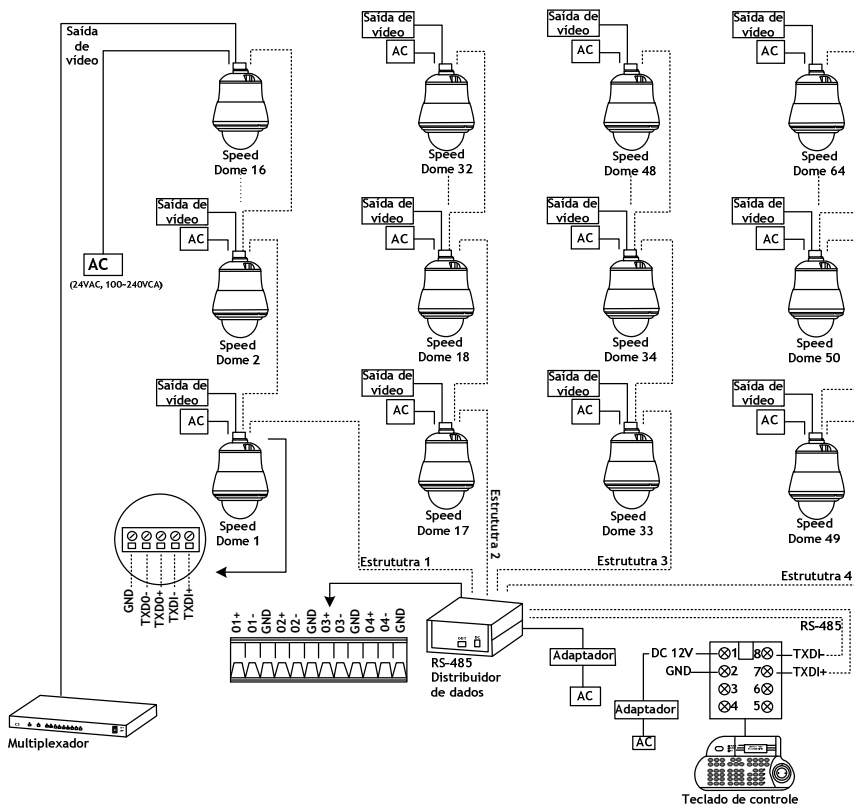 Saída
de
vídeo
Saída de
vídeo
AC
Saída de
vídeo
AC
Saída de
vídeo
AC
Speed
Dome 16
Speed
Dome 32
Speed
Dome 48
Speed
Dome 64
Saída de
vídeo
AC
Saída de
vídeo
AC
Saída de
vídeo
AC
Saída de
vídeo
AC
AC
(24VAC, 100~240VCA)
Speed
Dome 2
Speed
Dome 18
Speed
Dome 34
Speed
Dome 50
Saída de
vídeo
AC
Saída de
vídeo
AC
Saída de
vídeo
AC
Saída de
vídeo
AC
Speed
Dome 1
Speed
Dome 17
Speed
Dome 33
Speed
Dome 49
GND
TXD0-
TXD0+
TXDI-
TXDI+
Estrututra 1
Estrututra 2
Estrututra 3
Estrututra 4
01+
01-
GND
02+
02-
GND
03+
03-
GND
04+
04-
GND
OUT
DC
RS-485
Distribuidor
de dados
RS-485
Adaptador
AC
DC 12V
GND
Adaptador
AC
1
2
3
4
8
7
6
5
TXDI-
TXDI+
Multiplexador
Teclado de controle